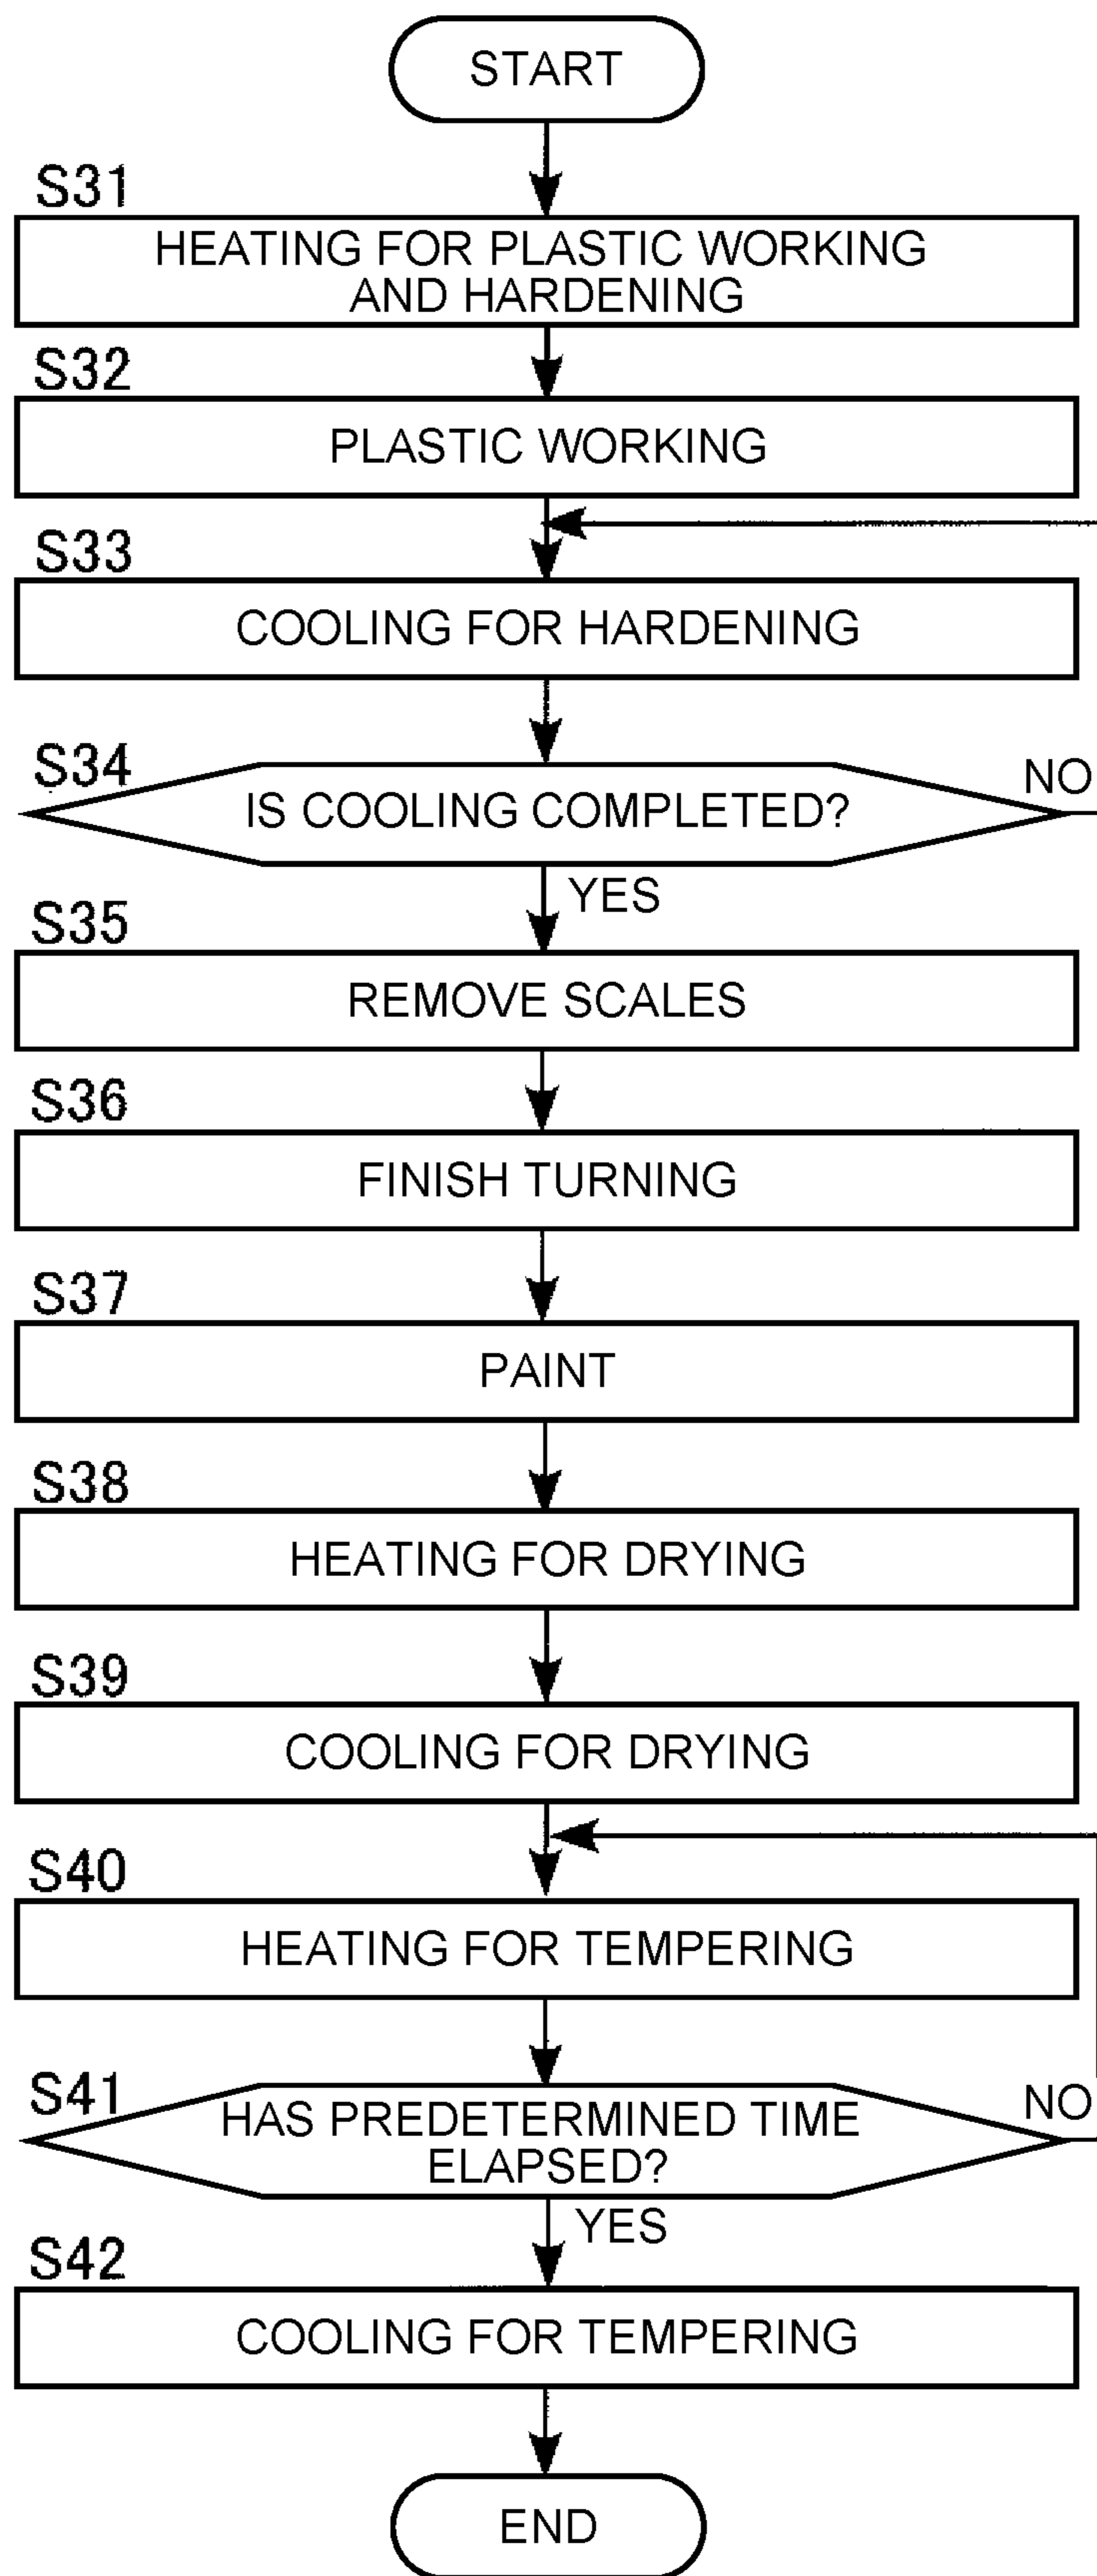 START
S31
HEATING FOR PLASTIC WORKING
AND HARDENING
S32
PLASTIC WORKING
S33
COOLING FOR HARDENING
S34
IS COOLING COMPLETED?
NO
YES
S35
REMOVE SCALES
S36
FINISH TURNING
S37
PAINT
S38
HEATING FOR DRYING
S39
COOLING FOR DRYING
S40
HEATING FOR TEMPERING
S41
HAS PREDETERMINED TIME
ELAPSED?
NO
YES
S42
COOLING FOR TEMPERING
END